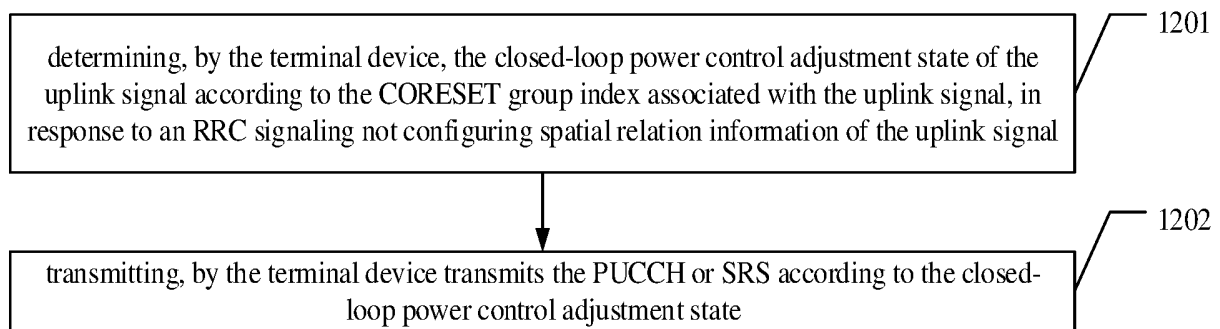 1201
determining, by the terminal device, the closed-loop power control adjustment state of the
uplink signal according to the CORESET group index associated with the uplink signal, in
response to an RRC signaling not configuring spatial relation information of the uplink signal
1202
transmitting, by the terminal device transmits the PUCCH or SRS according to the closed-
loop power control adjustment state